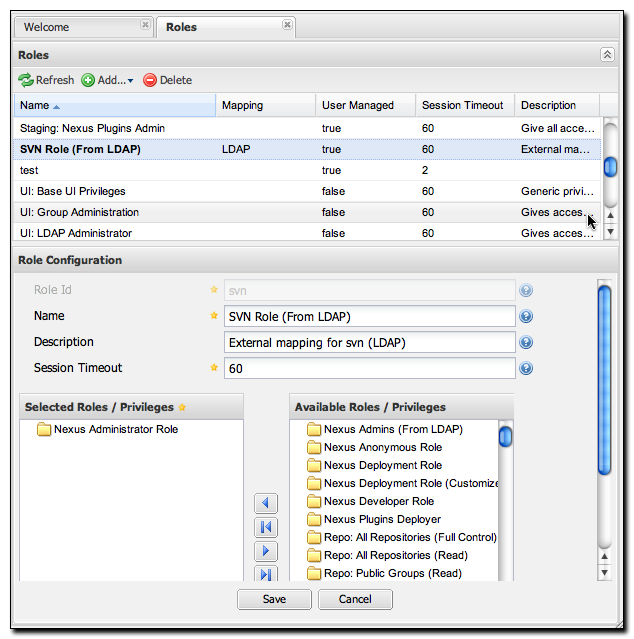 Welcome
Roles
Roles
Refresh Add... Delete
Name Mapping User Managed Session Timeout Description
Staging: Nexus Plugins Admin true 60 Give all acce...
SVN Role (From LDAP) LDAP true 60 External ma...
test true 2
UI: Base UI Privileges false 60 Generic privi...
UI: Group Administration false 60 Gives acces...
UI: LDAP Administrator false 60 Gives acces...
Role Configuration
Role Id svn
Name SVN Role (From LDAP)
Description External mapping for svn (LDAP)
Session Timeout 60
Selected Roles / Privileges
Nexus Administrator Role
Available Roles / Privileges
Nexus Admins (From LDAP)
Nexus Anonymous Role
Nexus Deployment Role
Nexus Deployment Role (Customize
Nexus Developer Role
Nexus Plugins Deployer
Repo: All Repositories (Full Control)
Repo: All Repositories (Read)
Repo: Public Groups (Read)
Save Cancel